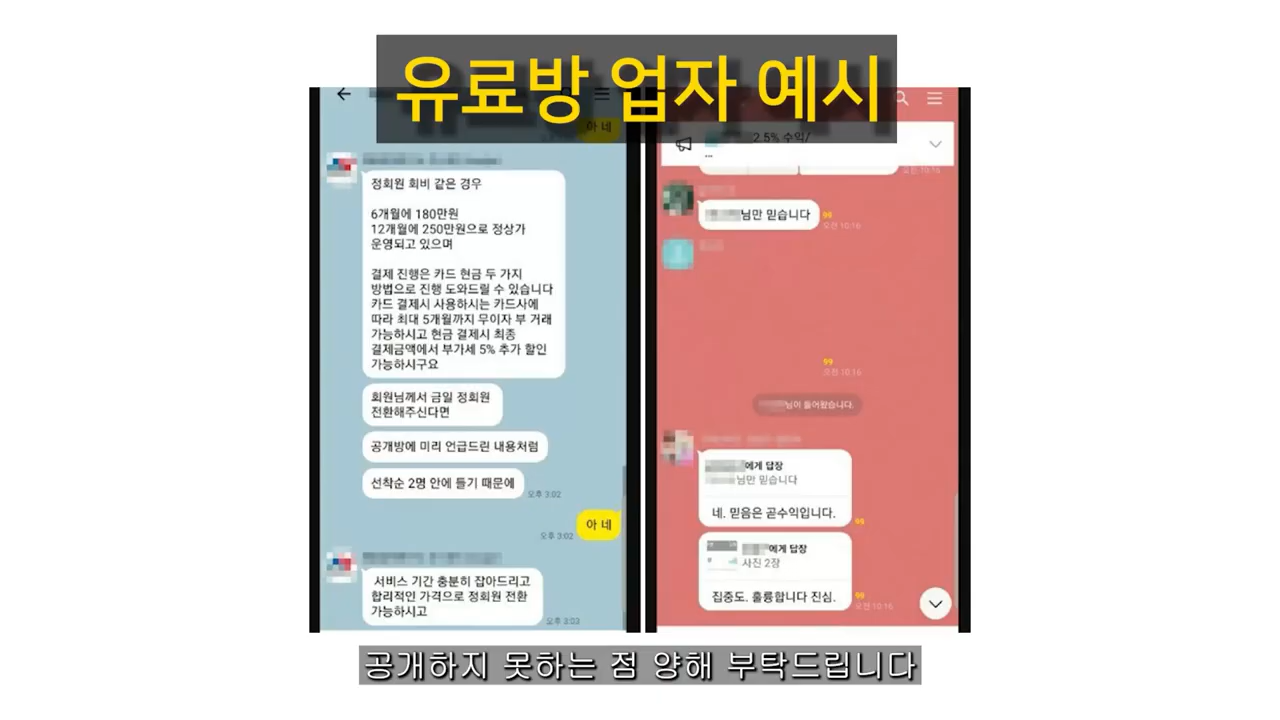 유료방 업자 예시
아 네
정회원 회비 같은 경우
6개월에 180만원
12개월에 250만원으로 정상가
운영되고 있으며
결제 진행은 카드 현금 두 가지
방법으로 진행 도와드릴 수 있습니다
카드 결제시 사용하시는 카드사에
따라 최대 5개월까지 무이자 부 거래
가능하시고 현금 결제시 최종
결제금액에서 부가세 5% 추가 할인
가능하시구요
회원님께서 금일 정회원
전환해주신다면
공개방에 미리 언급드린 내용처럼
선착순 2명 안에 들기 때문에
오후 3:02
아 네
오후 3:02
서비스 기간 충분히 잡아드리고
합리적인 가격으로 정회원 전환
가능하시고
오후 3:02
2.5% 수익/
...
오전 10:16
님만 믿습니다
99
오전 10:16
99
오전 10:16
님이 들어왔습니다.
에게 답장
님만 믿습니다
네. 믿음은 곧수익입니다.
99
에게 답장
사진 2장
집중도. 훌륭합니다 진심.
99
오전 10:16
공개하지 못하는 점 양해 부탁드립니다